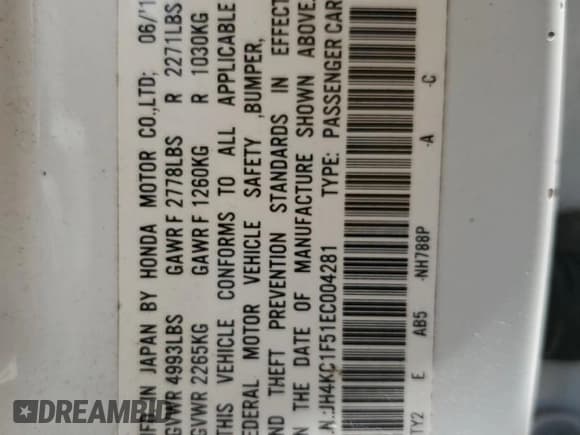 IN JAPAN BY HONDA MOTOR CO.,LTD; 06/1
GVWR 4993LBS GAWR F 2778LBS R 2271LBS
GVWR 2265KG GAWR F 1260KG R 1030KG
THIS VEHICLE CONFORMS TO ALL APPLICABLE
FEDERAL MOTOR VEHICLE SAFETY ,BUMPER,
AND THEFT PREVENTION STANDARDS IN EFFECT
ON THE DATE OF MANUFACTURE SHOWN ABOVE.
.N.:JH4KC1F51EC004281 TYPE: PASSENGER CAR
TY2 E AB5 -NH788P -A -C
DREAMBID